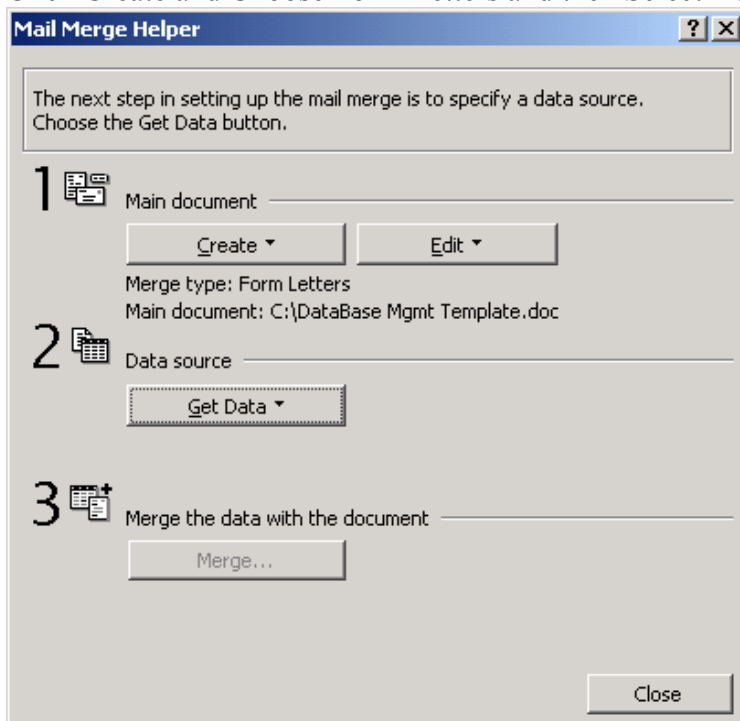 Mail Merge Helper
The next step in setting up the mail merge is to specify a data source.
Choose the Get Data button.
1
Main document
Create Edit
Merge type: Form Letters
Main document: C:\DataBase Mgmt Template.doc
2
Data source
Get Data
3
Merge the data with the document
Merge...
Close